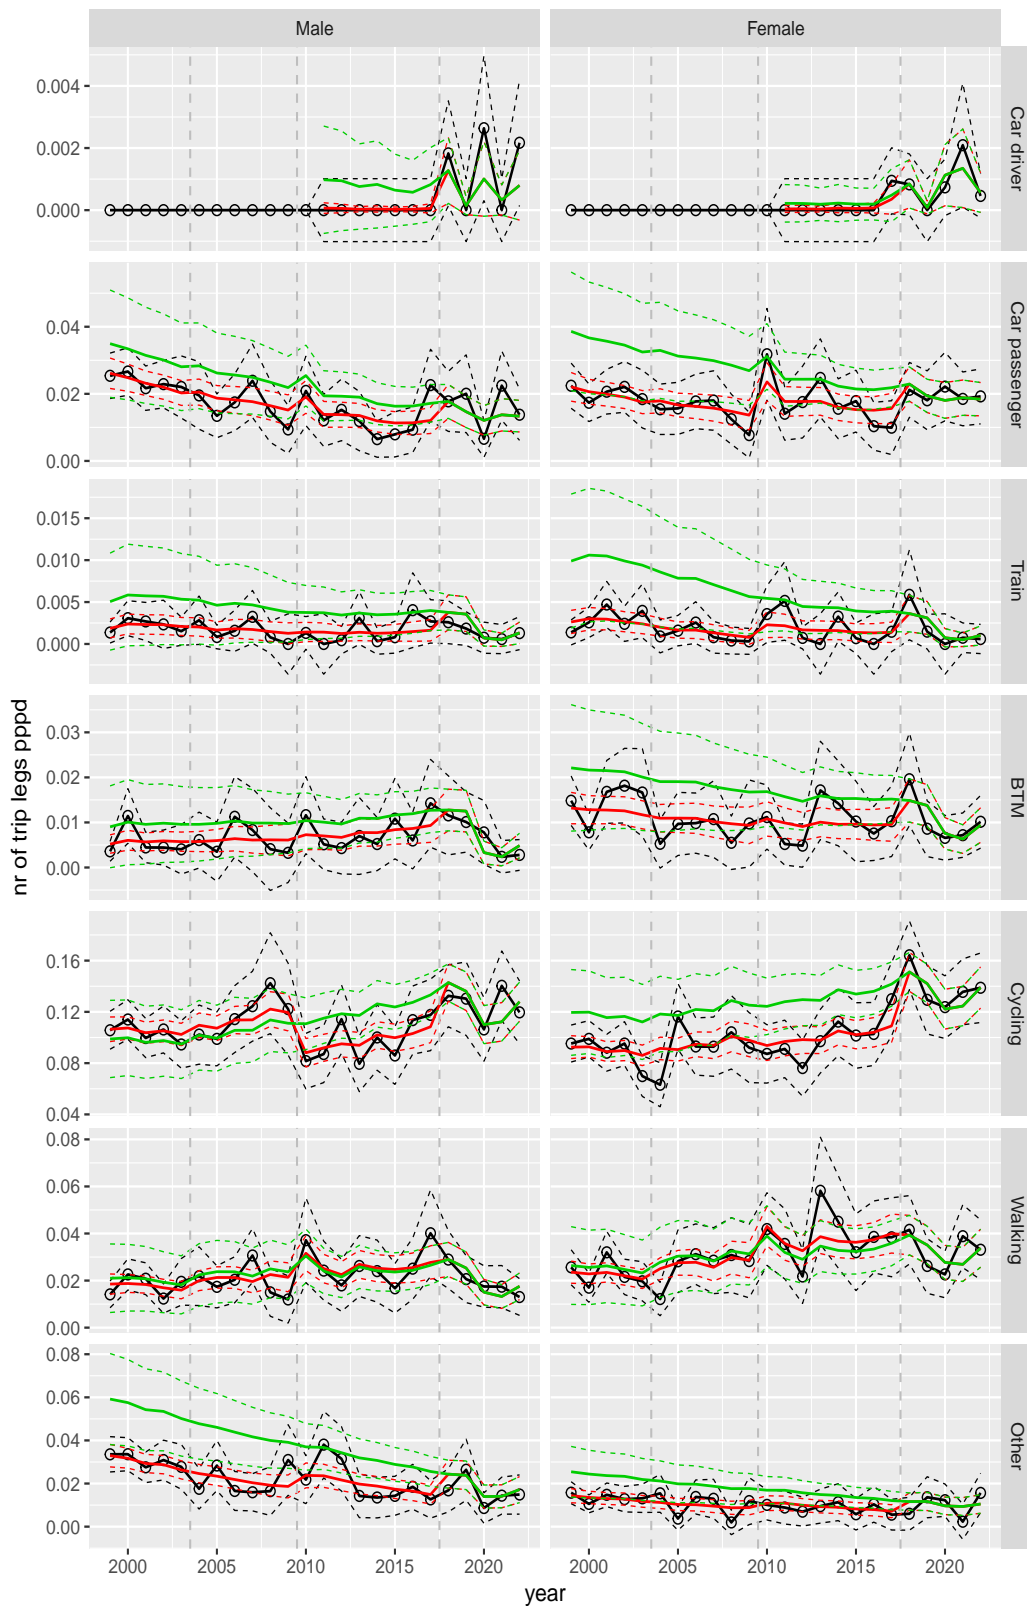 Male Female
0.004
0.002
0.000
Car driver
0.04
0.02
0.00
Car passenger
0.015
0.010
0.005
0.000
Train
0.03
0.02
0.01
0.00
BTM
0.16
0.12
0.08
0.04
Cycling
0.08
0.06
0.04
0.02
0.00
Walking
0.08
0.06
0.04
0.02
0.00
Other
nr of trip legs pppd
2000 2005 2010 2015 2020 2000 2005 2010 2015 2020
year